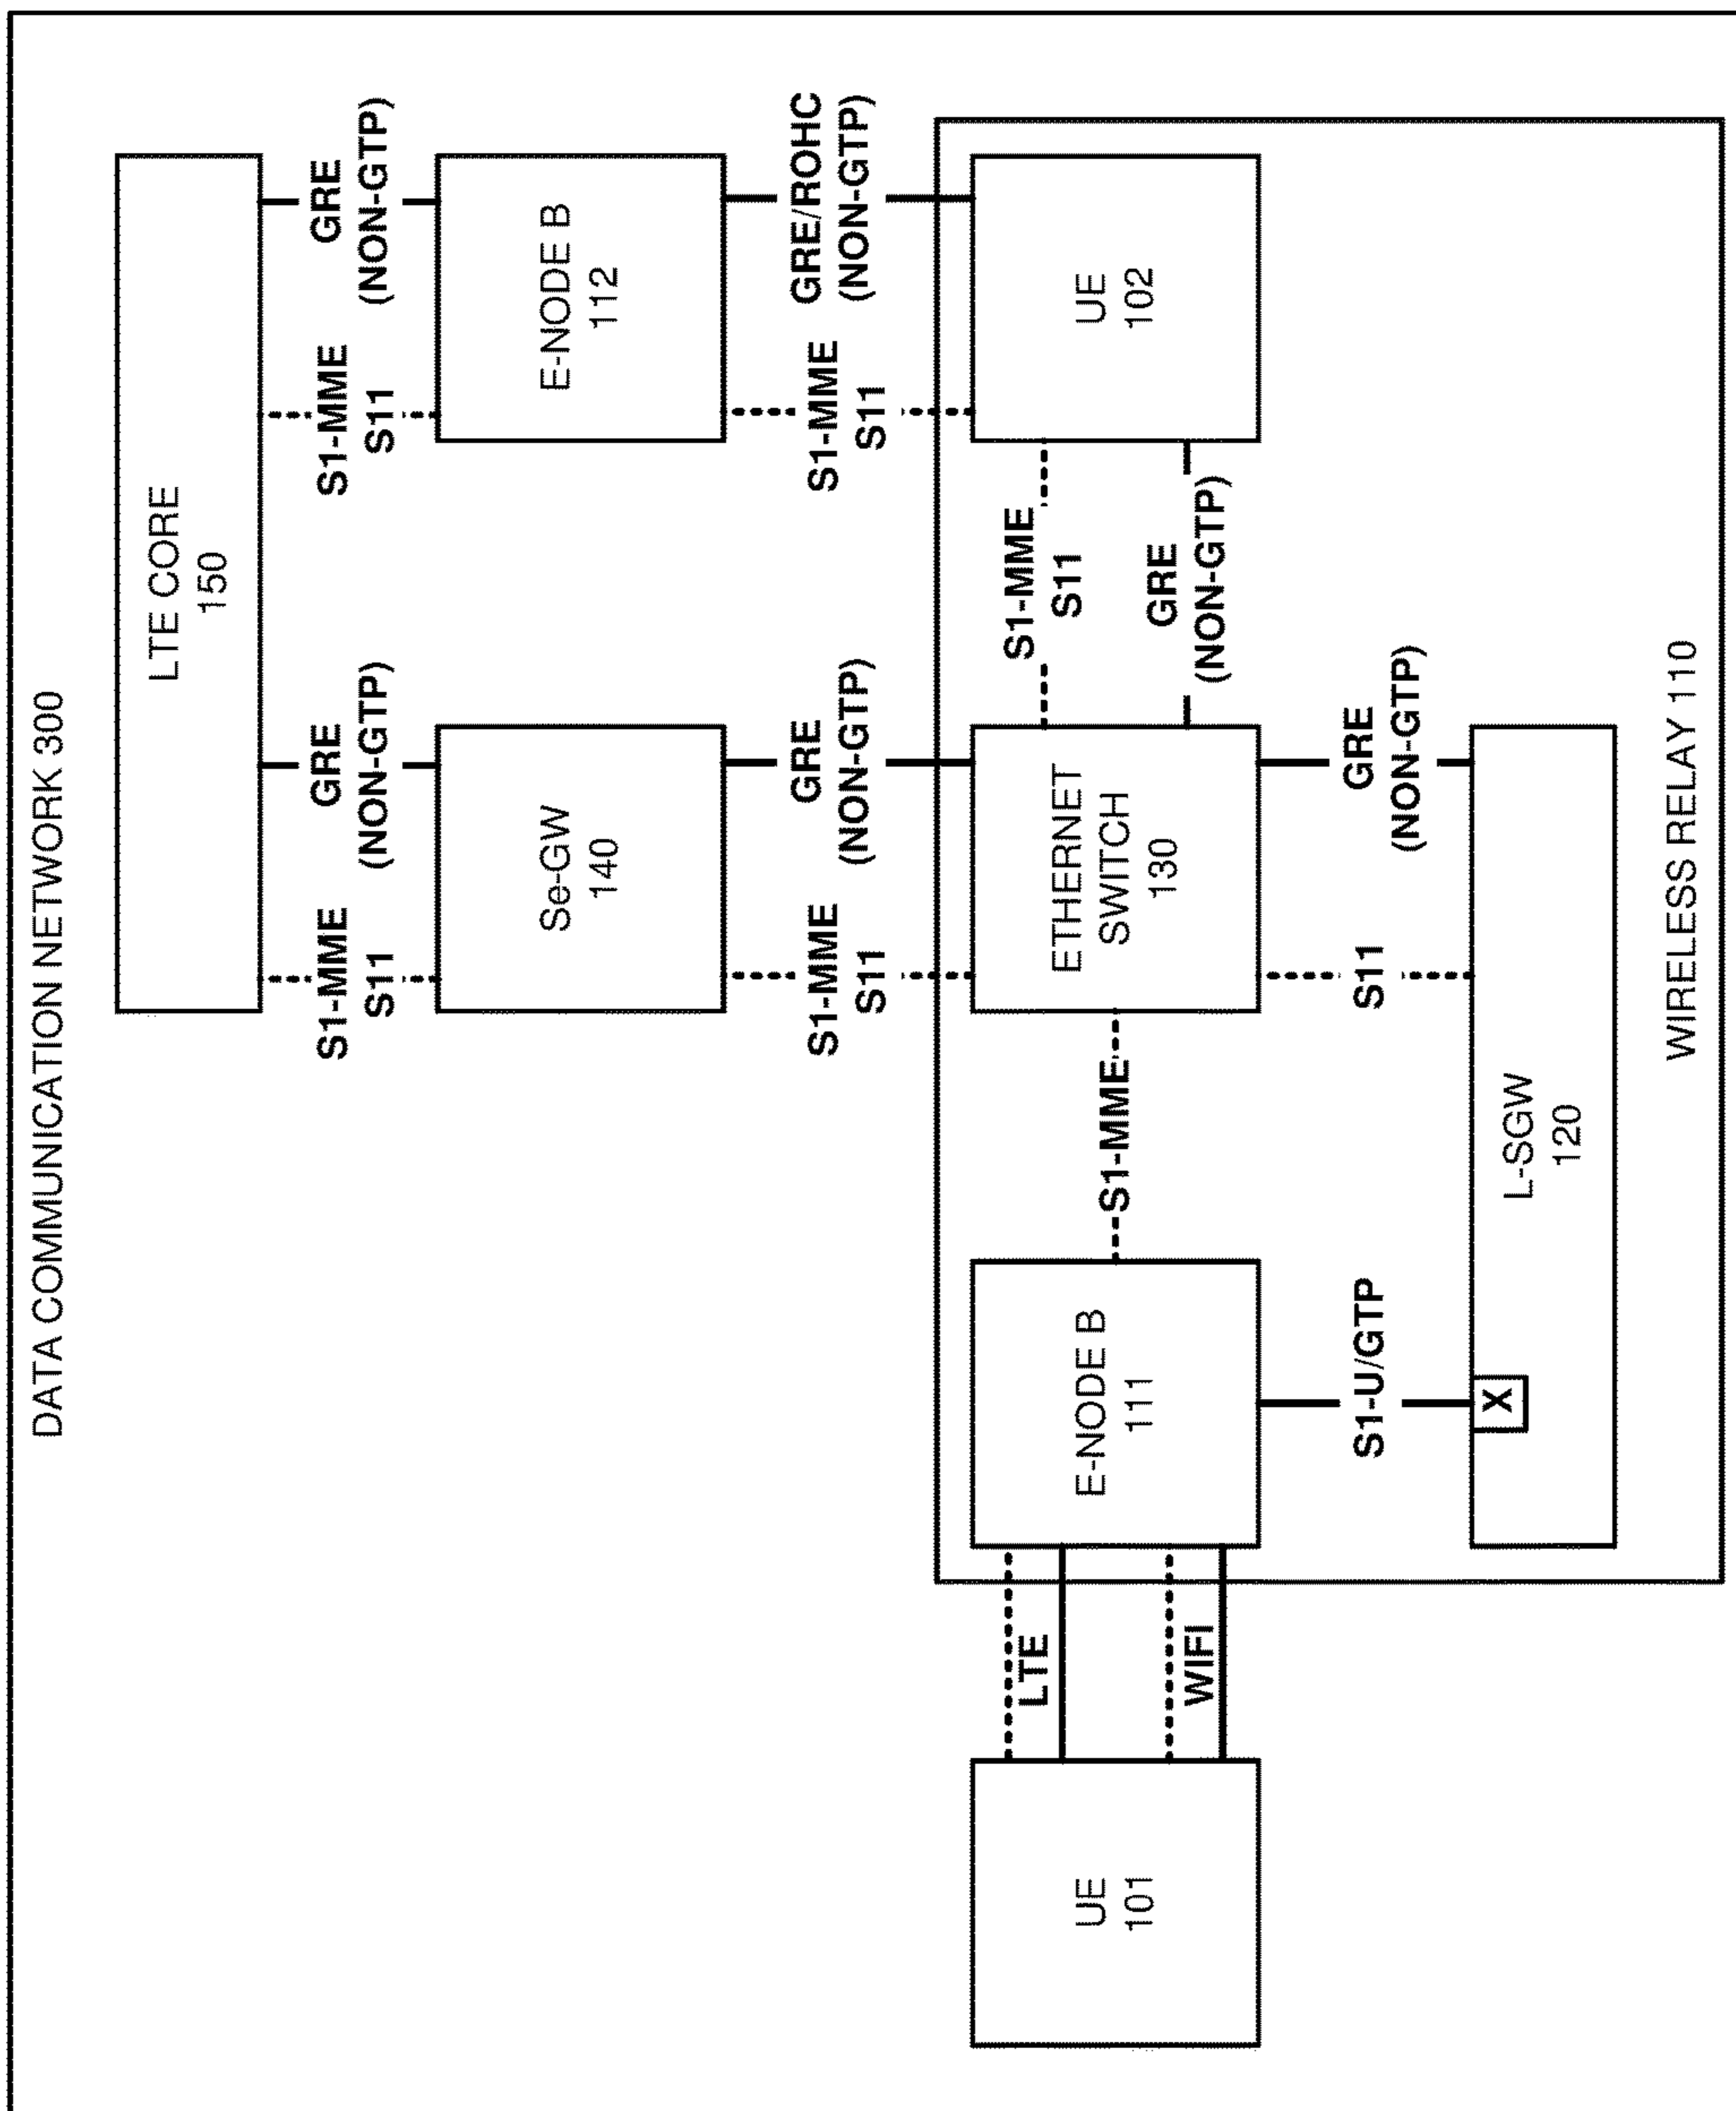 DATA COMMUNICATION NETWORK 300
LTE CORE
150
S1-MME
S11
GRE
(NON-GTP)
S1-MME
S11
GRE
(NON-GTP)
Se-GW
140
E-NODE B
112
S1-MME
S11
GRE
(NON-GTP)
S1-MME
S11
GRE/ROHC
(NON-GTP)
UE
101
LTE
WIFI
E-NODE B
111
S1-MME
ETHERNET
SWITCH
130
S1-MME
S11
GRE
(NON-GTP)
UE
102
S1-U/GTP
S11
GRE
(NON-GTP)
X
L-SGW
120
WIRELESS RELAY 110